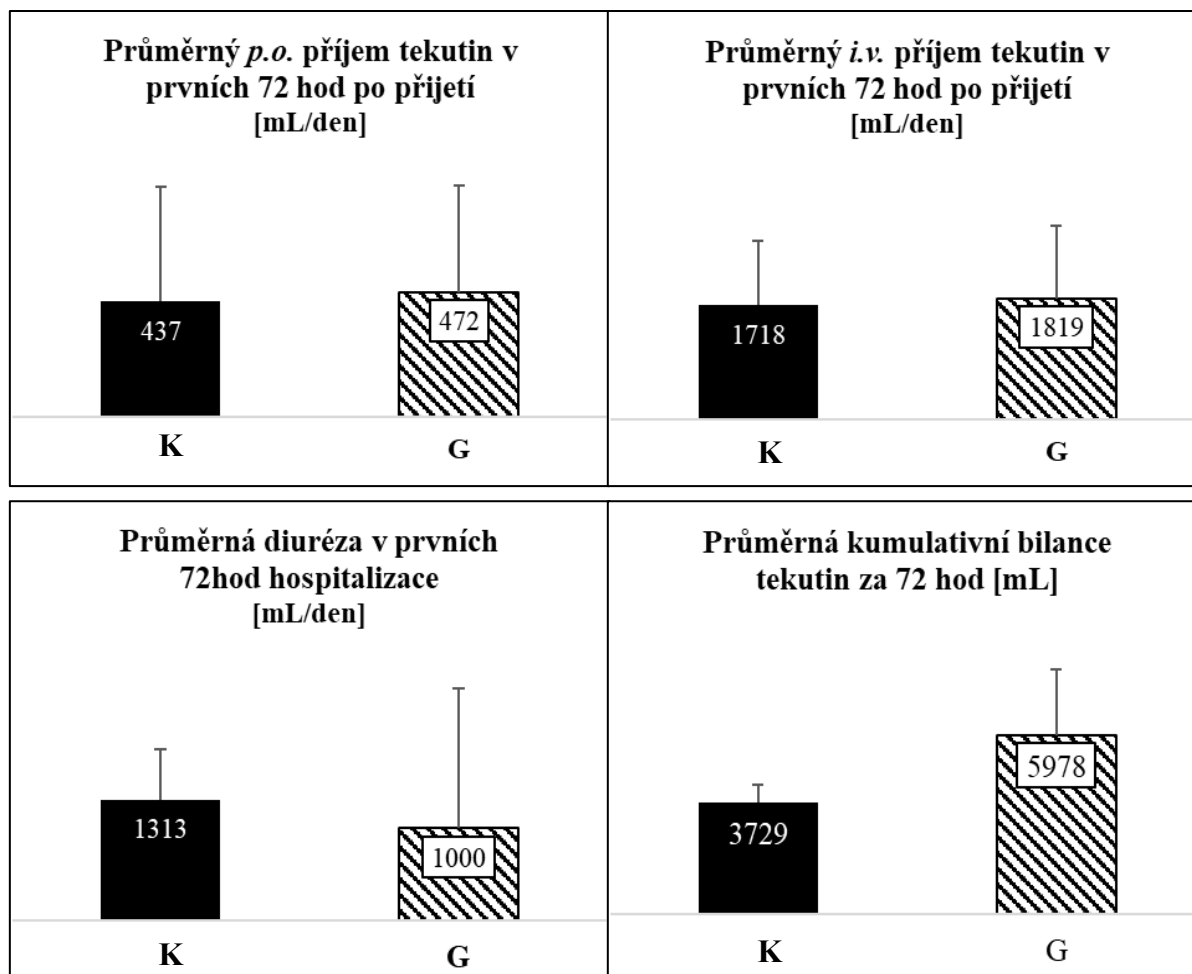 Průměrný p.o. příjem tekutin v
prvních 72 hod po přijetí
[mL/den]
437
472
K
G
Průměrný i.v. příjem tekutin v
prvních 72 hod po přijetí
[mL/den]
1718
1819
K
G
Průměrná diuréza v prvních
72hod hospitalizace
[mL/den]
1313
1000
K
G
Průměrná kumulativní bilance
tekutin za 72 hod [mL]
3729
5978
K
G